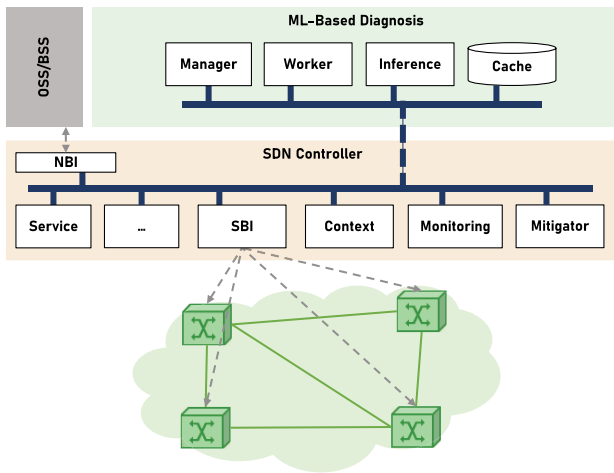 OSS/BSS
ML–Based Diagnosis
Manager
Worker
Inference
Cache
SDN Controller
NBI
Service
...
SBI
Context
Monitoring
Mitigator